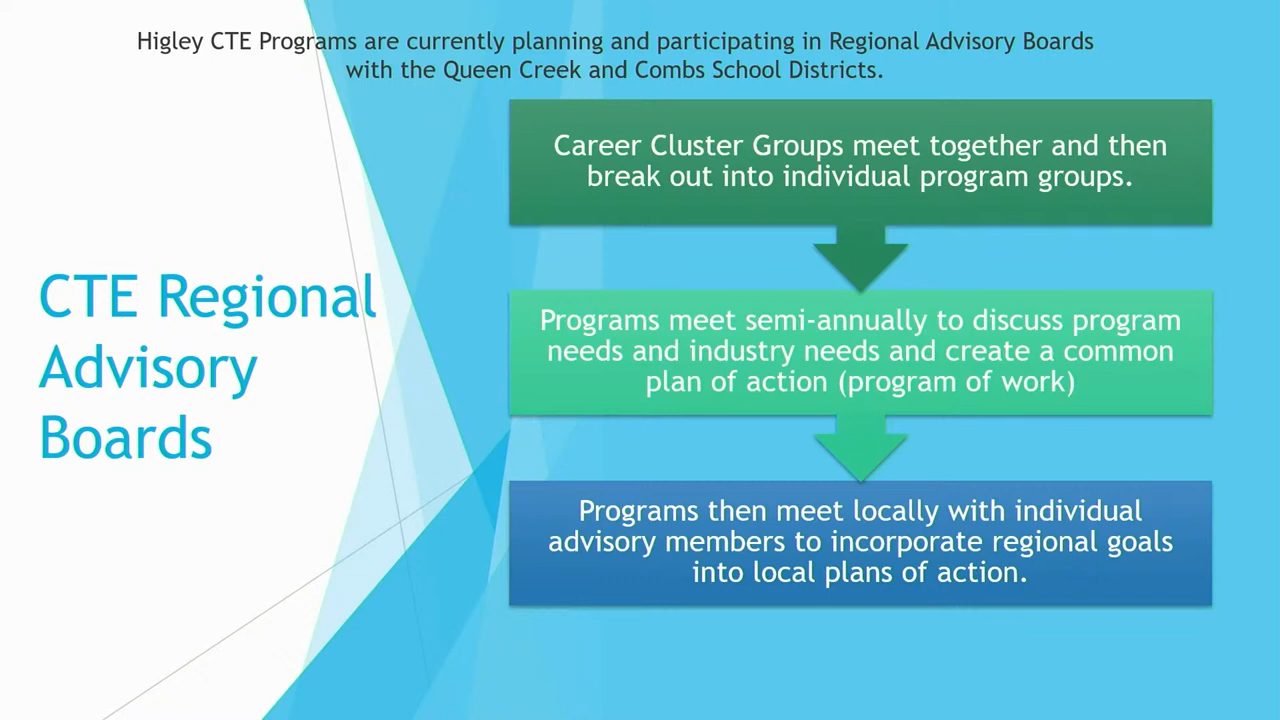 Higley CTE Programs are currently planning and participating in Regional Advisory Boards
with the Queen Creek and Combs School Districts.
CTE Regional
Advisory
Boards
Career Cluster Groups meet together and then
break out into individual program groups.
Programs meet semi-annually to discuss program
needs and industry needs and create a common
plan of action (program of work)
Programs then meet locally with individual
advisory members to incorporate regional goals
into local plans of action.